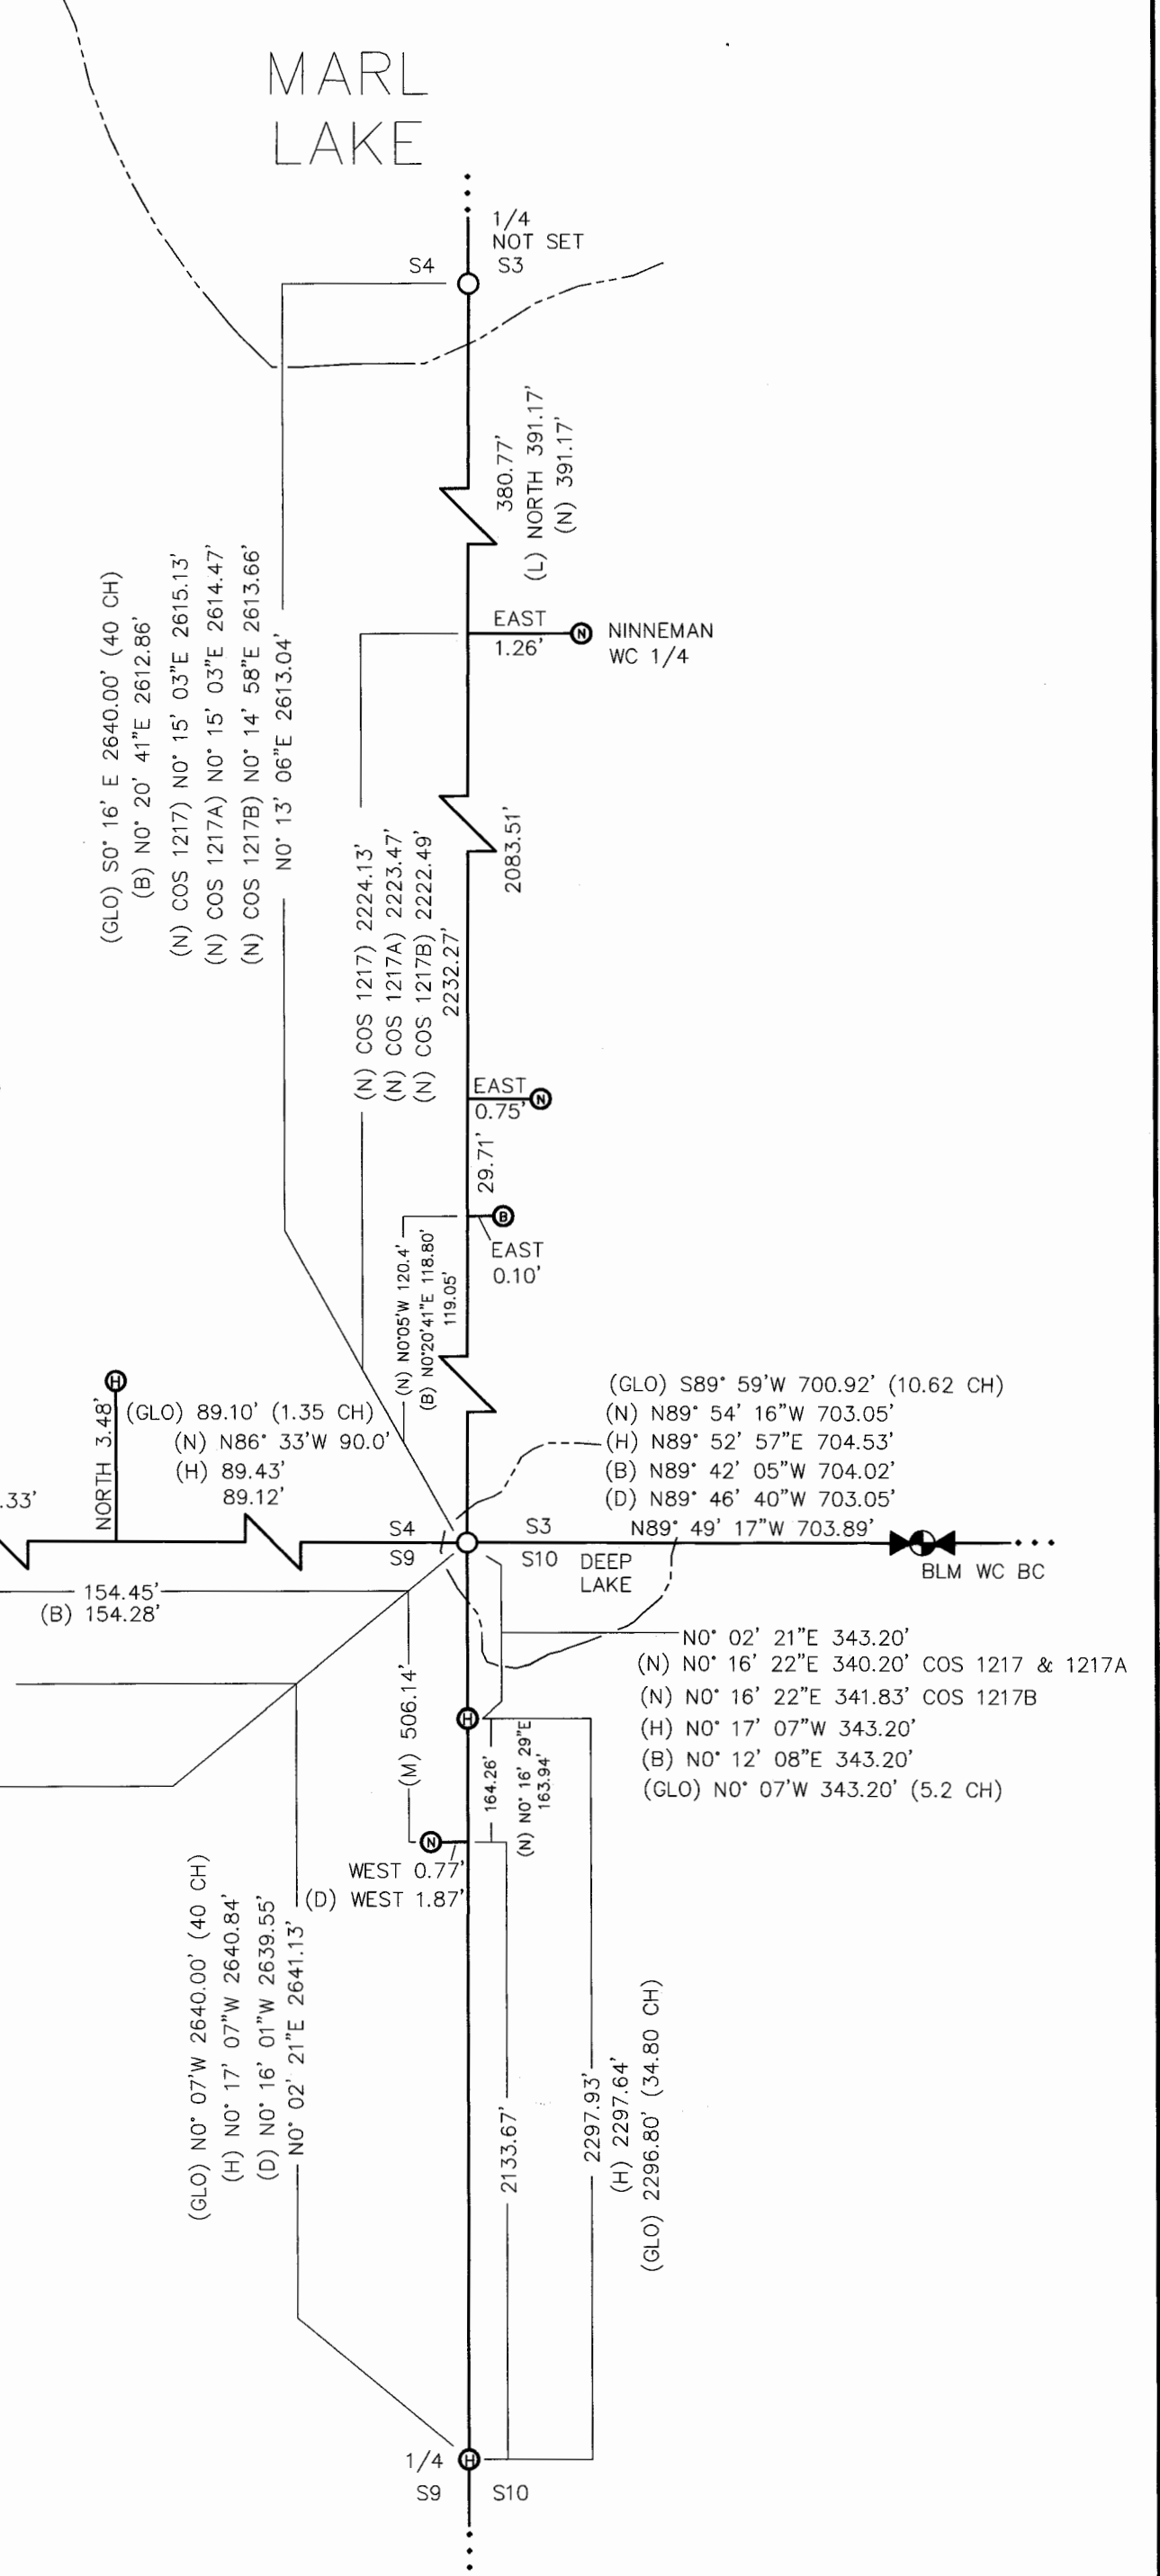 MARL
LAKE
1/4
NOT SET
S4
S3
380.77'
(L) NORTH 391.17'
(N) 391.17'
EAST
1.26'
N
NINNEMAN
WC 1/4
(GLO) S0° 16' E 2640.00' (40 CH)
(B) N0° 20' 41"E 2612.86'
(N) COS 1217) N0° 15' 03"E 2615.13'
(N) COS 1217A) N0° 15' 03"E 2614.47'
(N) COS 1217B) N0° 14' 58"E 2613.66'
N0° 13' 06"E 2613.04'
(N) COS 1217) 2224.13'
(N) COS 1217A) 2223.47'
(N) COS 1217B) 2222.49'
2232.27'
2083.51'
EAST
0.75'
N
29.71'
B
EAST
0.10'
(N) N0°05'W 120.4'
(B) N0°20'41"E 118.80'
119.05'
H
NORTH 3.48'
.33'
(GLO) 89.10' (1.35 CH)
(N) N86° 33'W 90.0'
(H) 89.43'
89.12'
(GLO) S89° 59'W 700.92' (10.62 CH)
(N) N89° 54' 16"W 703.05'
(H) N89° 52' 57"E 704.53'
(B) N89° 42' 05"W 704.02'
(D) N89° 46' 40"W 703.05'
N89° 49' 17"W 703.89'
S4
S3
S9
S10
DEEP
LAKE
BLM WC BC
154.45'
(B) 154.28'
N0° 02' 21"E 343.20'
(N) N0° 16' 22"E 340.20' COS 1217 & 1217A
(N) N0° 16' 22"E 341.83' COS 1217B
(H) N0° 17' 07"W 343.20'
(B) N0° 12' 08"E 343.20'
(GLO) N0° 07'W 343.20' (5.2 CH)
(M) 506.14'
H
164.26'
(N) N0° 16' 29"E
163.94'
N
WEST 0.77'
(D) WEST 1.87'
(GLO) N0° 07'W 2640.00' (40 CH)
(H) N0° 17' 07"W 2640.84'
(D) N0° 16' 01"W 2639.55'
N0° 02' 21"E 2641.13'
2133.67'
2297.93'
(H) 2297.64'
(GLO) 2296.80' (34.80 CH)
1/4
H
S9
S10